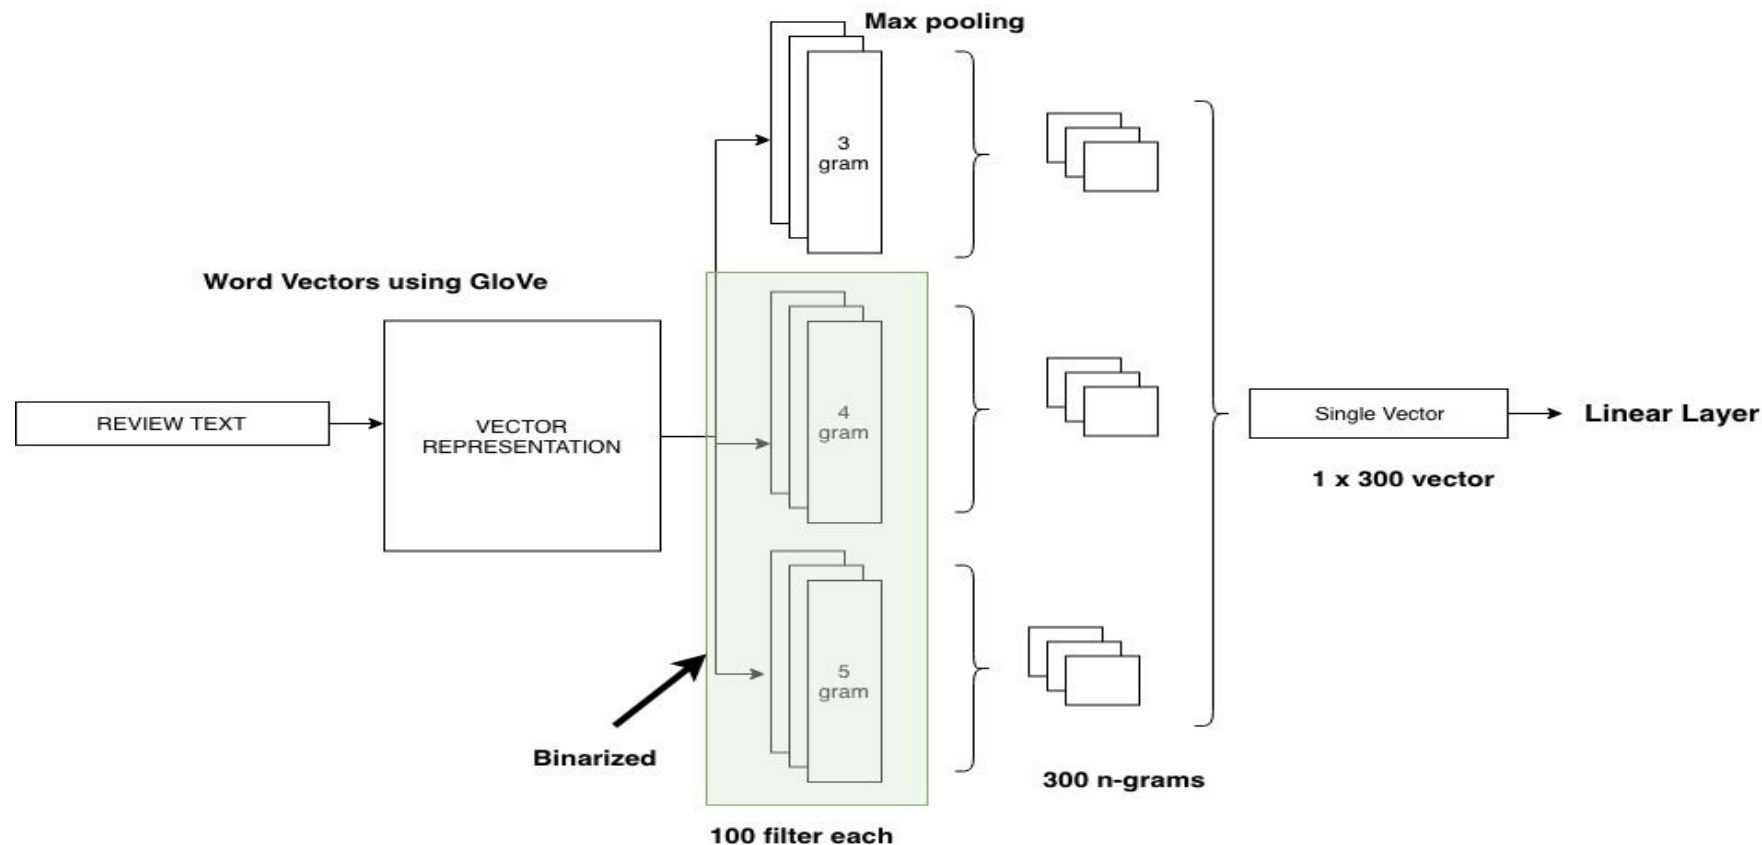 Max pooling
3
gram
Word Vectors using GloVe
REVIEW TEXT
VECTOR
REPRESENTATION
4
gram
Single Vector
Linear Layer
1 x 300 vector
5
gram
Binarized
300 n-grams
100 filter each